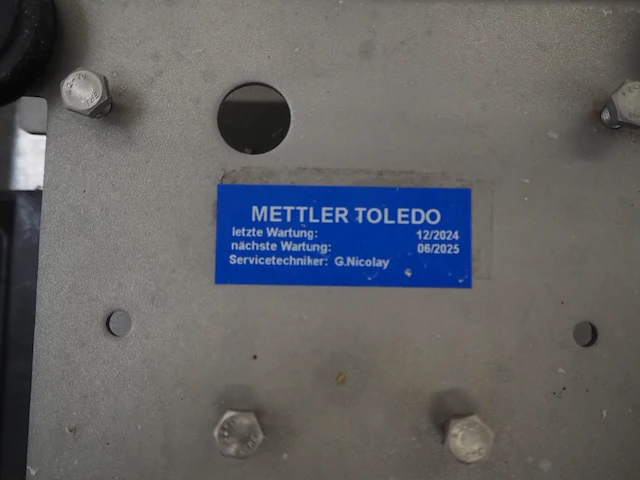 METTLER TOLEDO
letzte Wartung: 12/2024
nächste Wartung: 06/2025
Servicetechniker: G.Nicolay